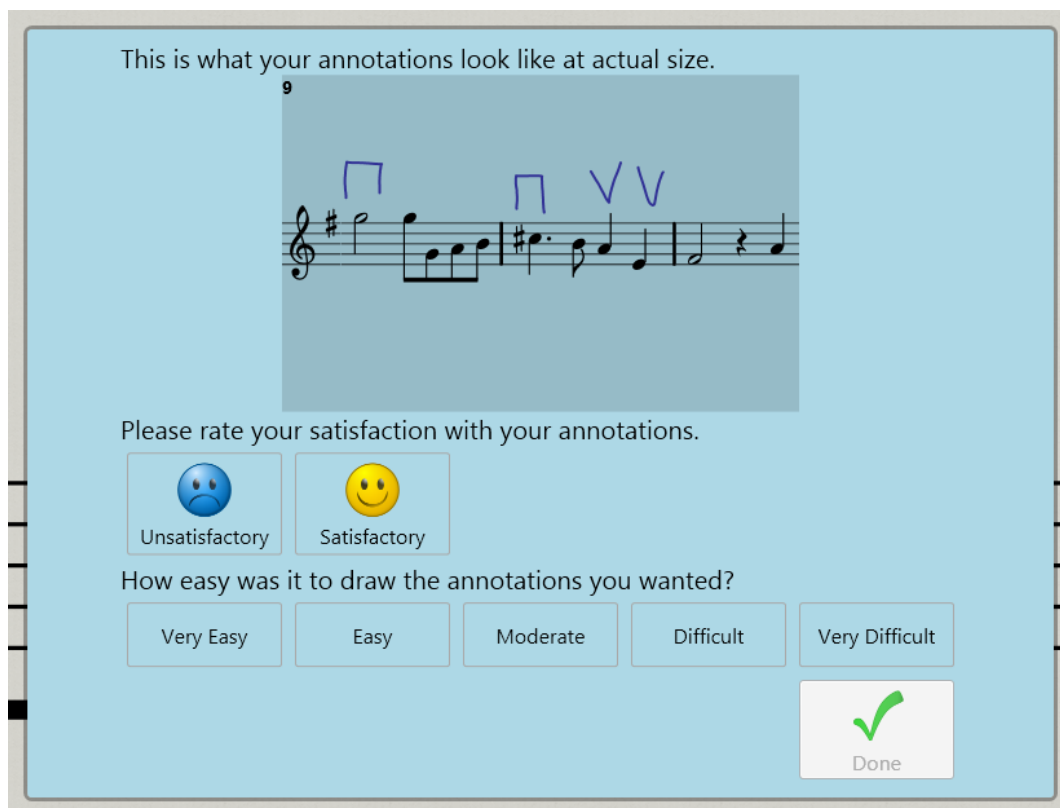 This is what your annotations look like at actual size.
9
Please rate your satisfaction with your annotations.
Unsatisfactory Satisfactory
How easy was it to draw the annotations you wanted?
Very Easy Easy Moderate Difficult Very Difficult
Done